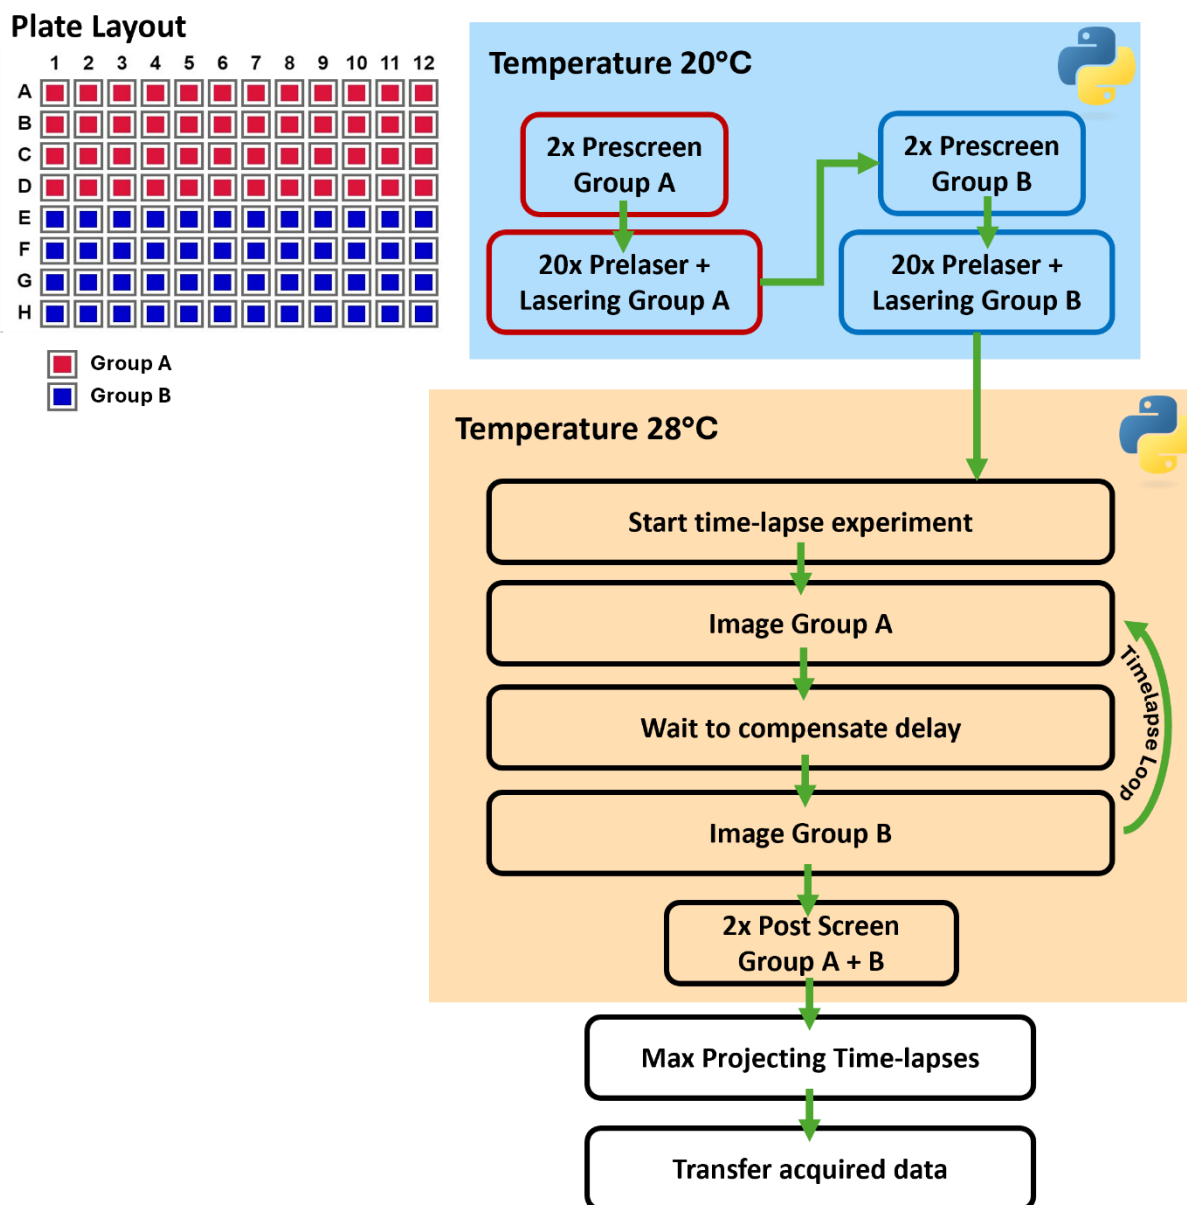 Plate Layout
1 2 3 4 5 6 7 8 9 10 11 12
A
B
C
D
E
F
G
H
Group A
Group B
Temperature 20°C
2x Prescreen
Group A
20x Prelaser +
Lasering Group A
2x Prescreen
Group B
20x Prelaser +
Lasering Group B
Temperature 28°C
Start time-lapse experiment
Image Group A
Wait to compensate delay
Image Group B
Timelapse Loop
2x Post Screen
Group A + B
Max Projecting Time-lapses
Transfer acquired data